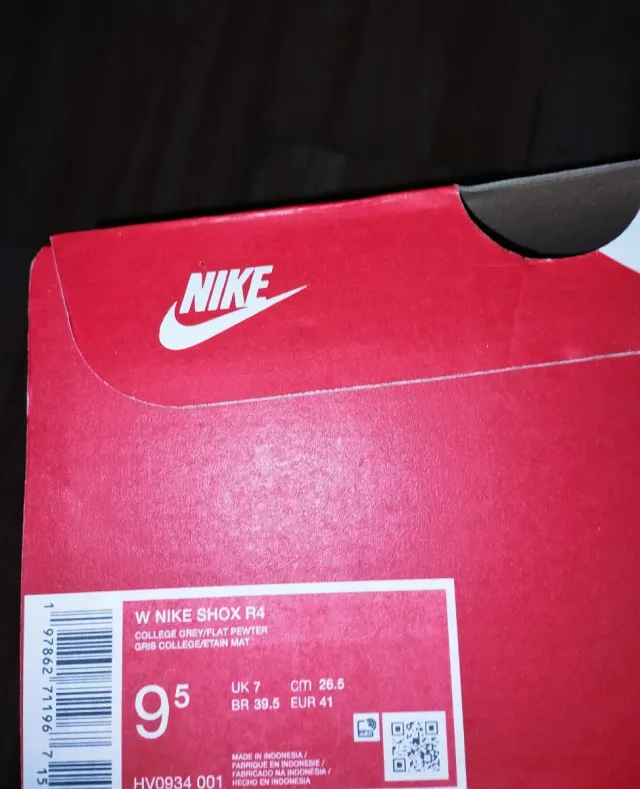 NIKE
W NIKE SHOX R4
COLLEGE GREY/FLAT PEWTER
GRIS COLLEGE/ETAIN MAT
9⁵
UK 7 cm 26.5
BR 39.5 EUR 41
MADE IN INDONESIA /
FABRIQUE EN INDONESIE /
FABRICADO NA INDONESIA /
HECHO EN INDONESIA
HV0934 001
1 97862 71196 7 15